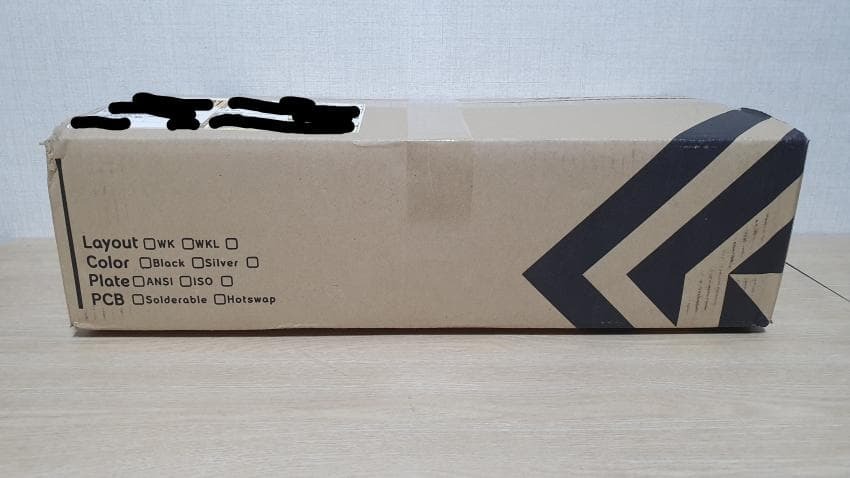 Layout ☐WK ☐WKL ☐
Color ☐Black ☐Silver ☐
Plate ☐ANSI ☐ISO ☐
PCB ☐Solderable ☐Hotswap